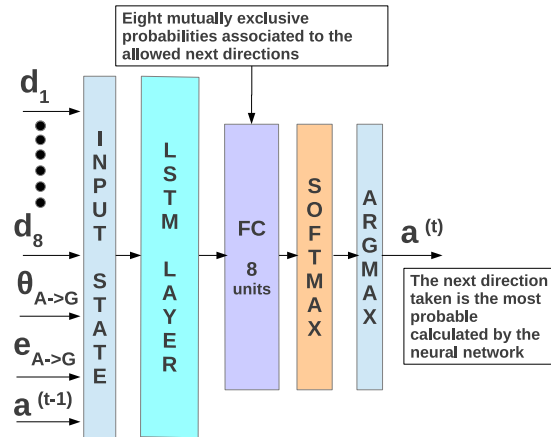 Eight mutually exclusive
probabilities associated to the
allowed next directions
d1
d8
θA->G
eA->G
a (t-1)
INPUT STATE
LSTM LAYER
FC
8
units
SOFTMAX
ARGMAX
a (t)
The next direction
taken is the most
probable
calculated by the
neural network